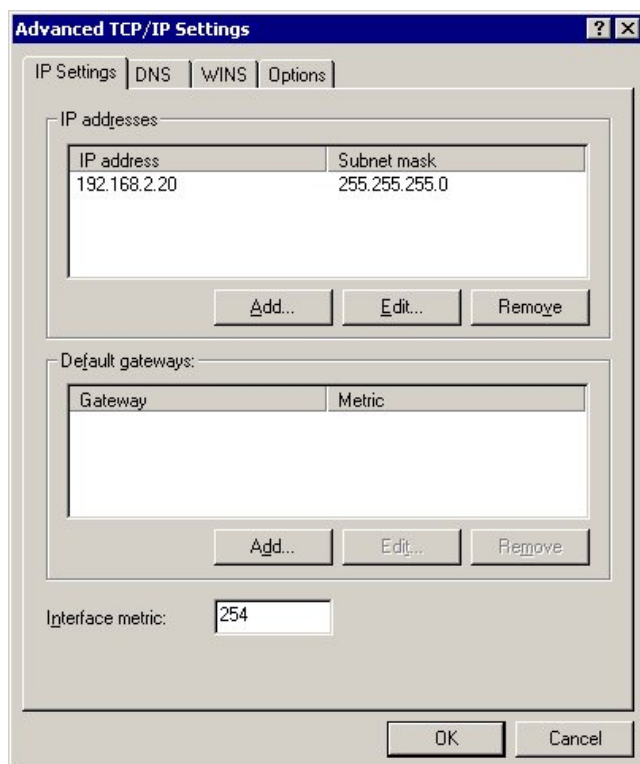 Advanced TCP/IP Settings
IP Settings DNS WINS Options
IP addresses
IP address Subnet mask
192.168.2.20 255.255.255.0
Add... Edit... Remove
Default gateways:
Gateway Metric
Add... Edit... Remove
Interface metric: 254
OK Cancel